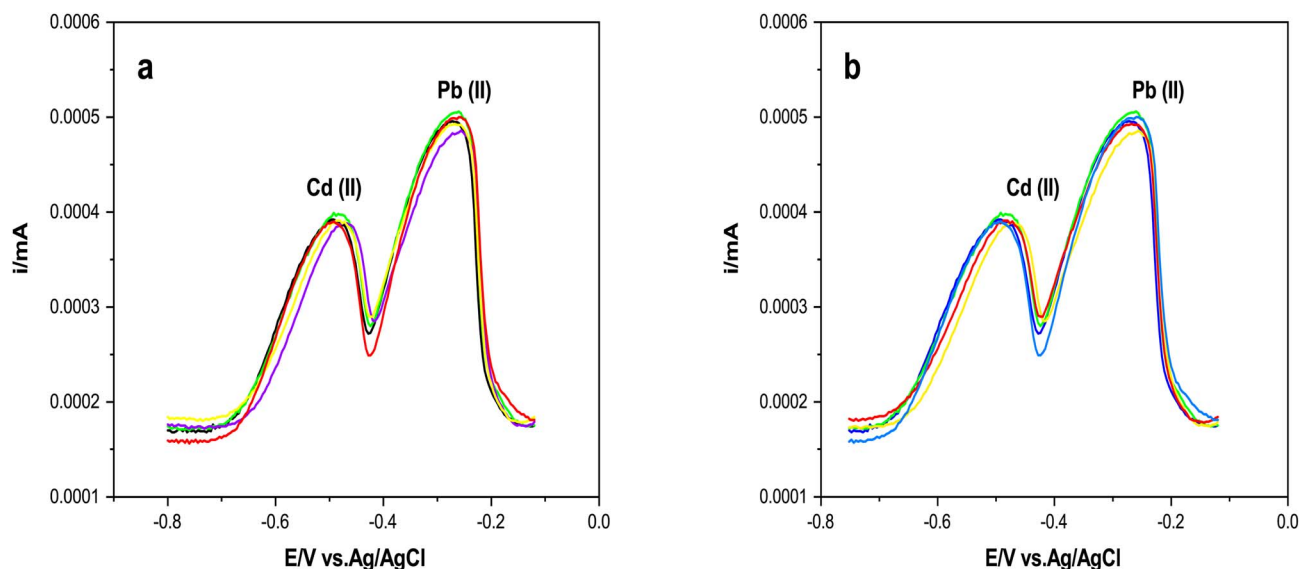 a
Pb (II)
Cd (II)
0.0006
0.0005
0.0004
0.0003
0.0002
0.0001
i/mA
-0.8
-0.6
-0.4
-0.2
0.0
E/V vs.Ag/AgCl
b
Pb (II)
Cd (II)
0.0006
0.0005
0.0004
0.0003
0.0002
0.0001
i/mA
-0.8
-0.6
-0.4
-0.2
0.0
E/V vs.Ag/AgCl